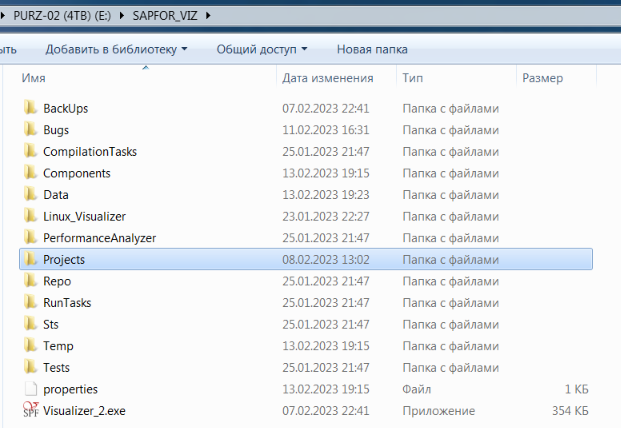 PURZ-02 (4TB) (E:) SAPFOR_VIZ
ыть Добавить в библиотеку Общий доступ Новая папка
Имя Дата изменения Тип Размер
BackUps 07.02.2023 22:41 Папка с файлами
Bugs 11.02.2023 16:31 Папка с файлами
CompilationTasks 25.01.2023 21:47 Папка с файлами
Components 13.02.2023 19:15 Папка с файлами
Data 13.02.2023 19:23 Папка с файлами
Linux_Visualizer 23.01.2023 22:27 Папка с файлами
PerformanceAnalyzer 25.01.2023 21:47 Папка с файлами
Projects 08.02.2023 13:02 Папка с файлами
Repo 25.01.2023 21:47 Папка с файлами
RunTasks 25.01.2023 21:47 Папка с файлами
Sts 25.01.2023 21:47 Папка с файлами
Temp 13.02.2023 19:15 Папка с файлами
Tests 25.01.2023 21:47 Папка с файлами
properties 13.02.2023 19:15 Файл 1 КБ
SPF Visualizer_2.exe 07.02.2023 22:41 Приложение 354 КБ